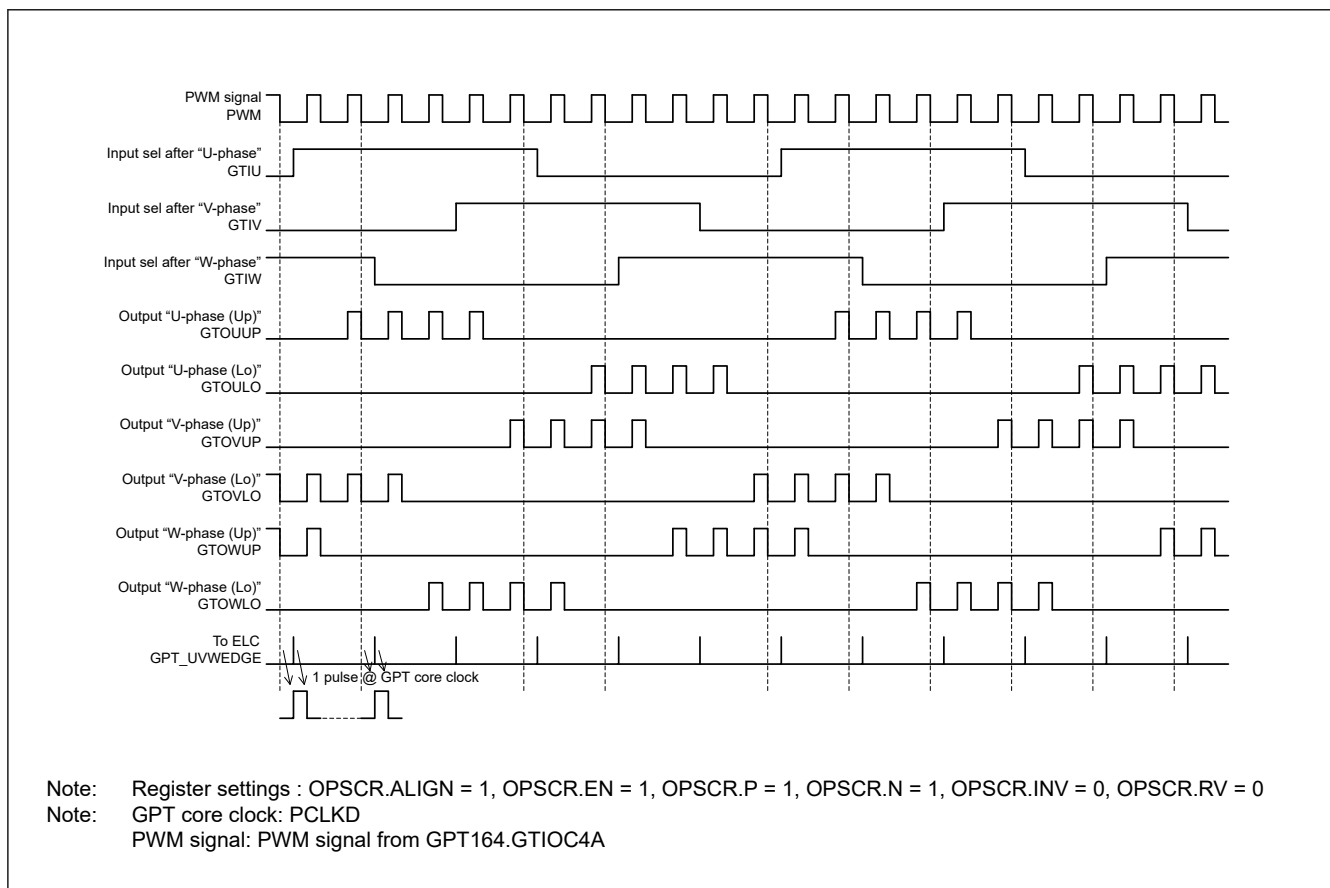 PWM signal
PWM
Input sel after “U-phase”
GTIU
Input sel after “V-phase”
GTIV
Input sel after “W-phase”
GTIW
Output “U-phase (Up)”
GTOUUP
Output “U-phase (Lo)”
GTOULO
Output “V-phase (Up)”
GTOVUP
Output “V-phase (Lo)”
GTOVLO
Output “W-phase (Up)”
GTOWUP
Output “W-phase (Lo)”
GTOWLO
To ELC
GPT_UVWEDGE
1 pulse @ GPT core clock
Note: Register settings : OPSCR.ALIGN = 1, OPSCR.EN = 1, OPSCR.P = 1, OPSCR.N = 1, OPSCR.INV = 0, OPSCR.RV = 0
Note: GPT core clock: PCLKD
PWM signal: PWM signal from GPT164.GTIOC4A